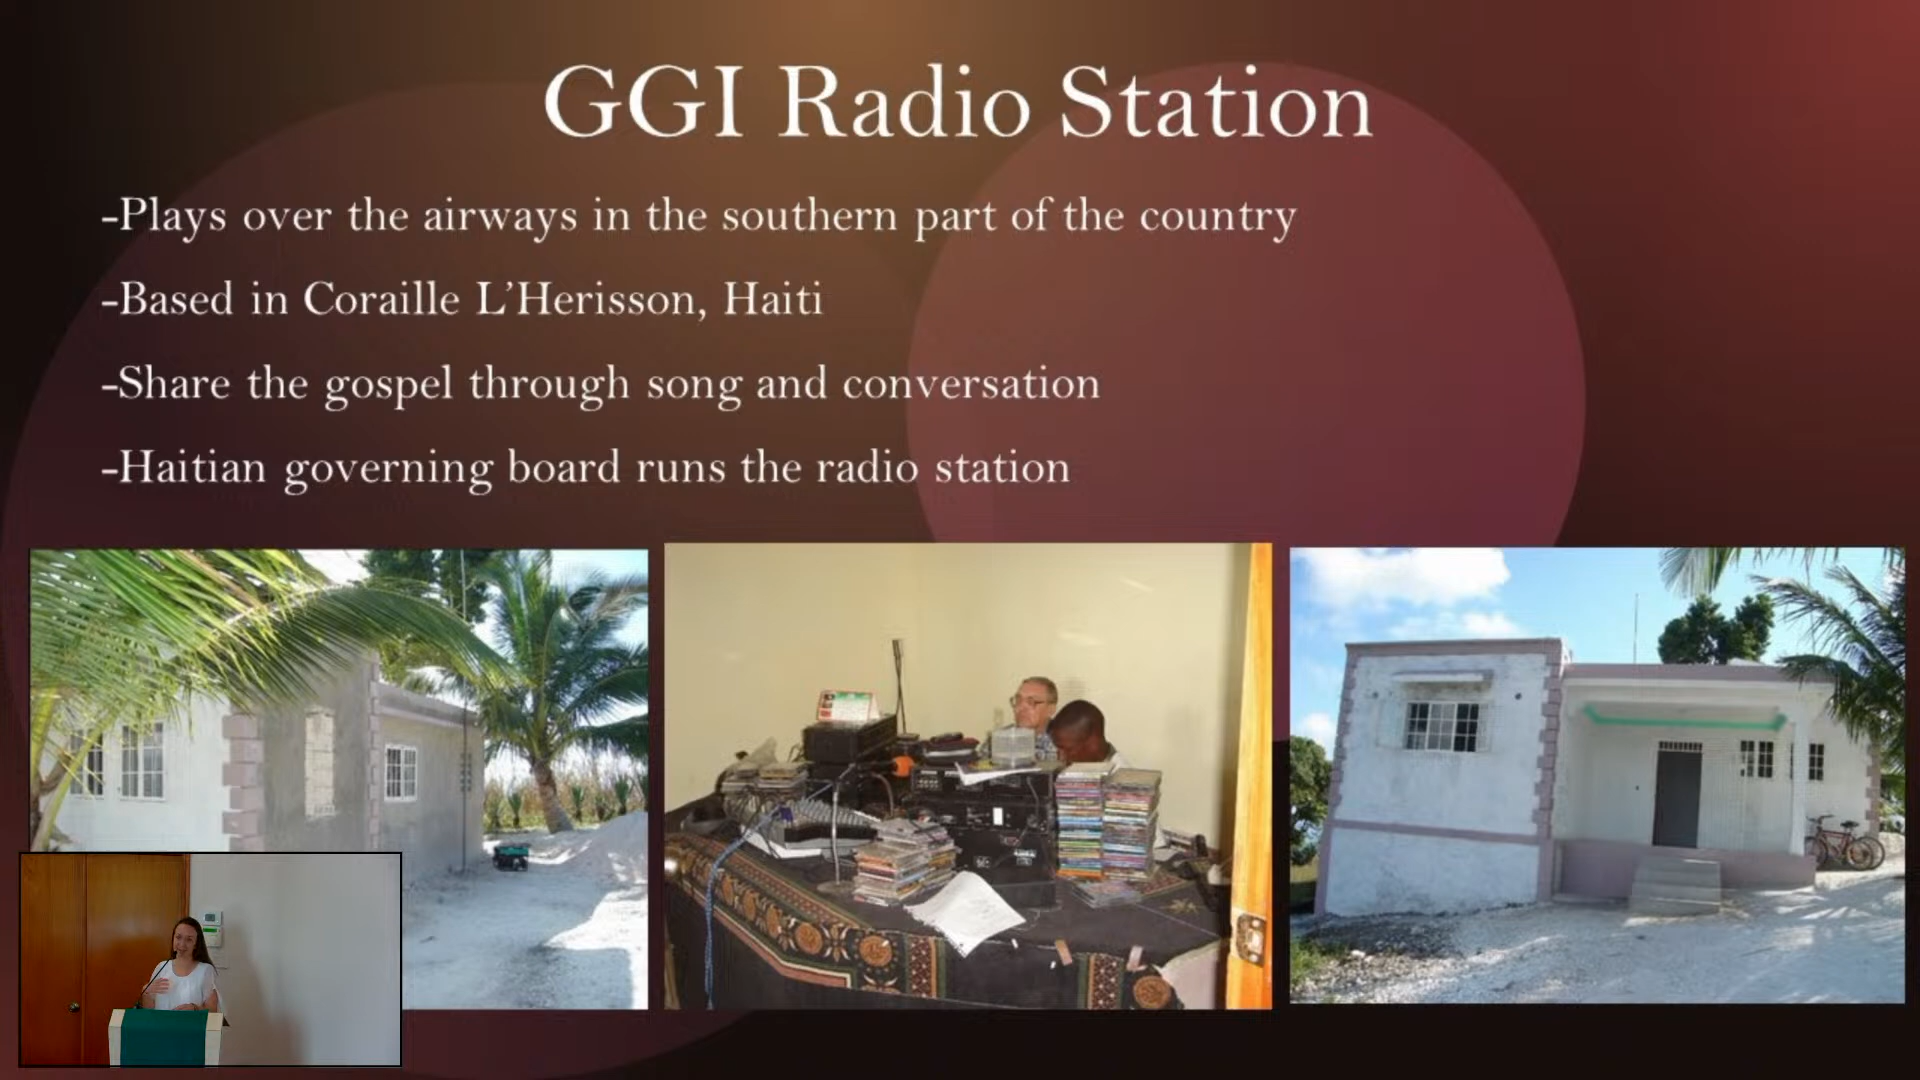 GGI Radio Station
-Plays over the airways in the southern part of the country
-Based in Coraille L’Herisson, Haiti
-Share the gospel through song and conversation
-Haitian governing board runs the radio station